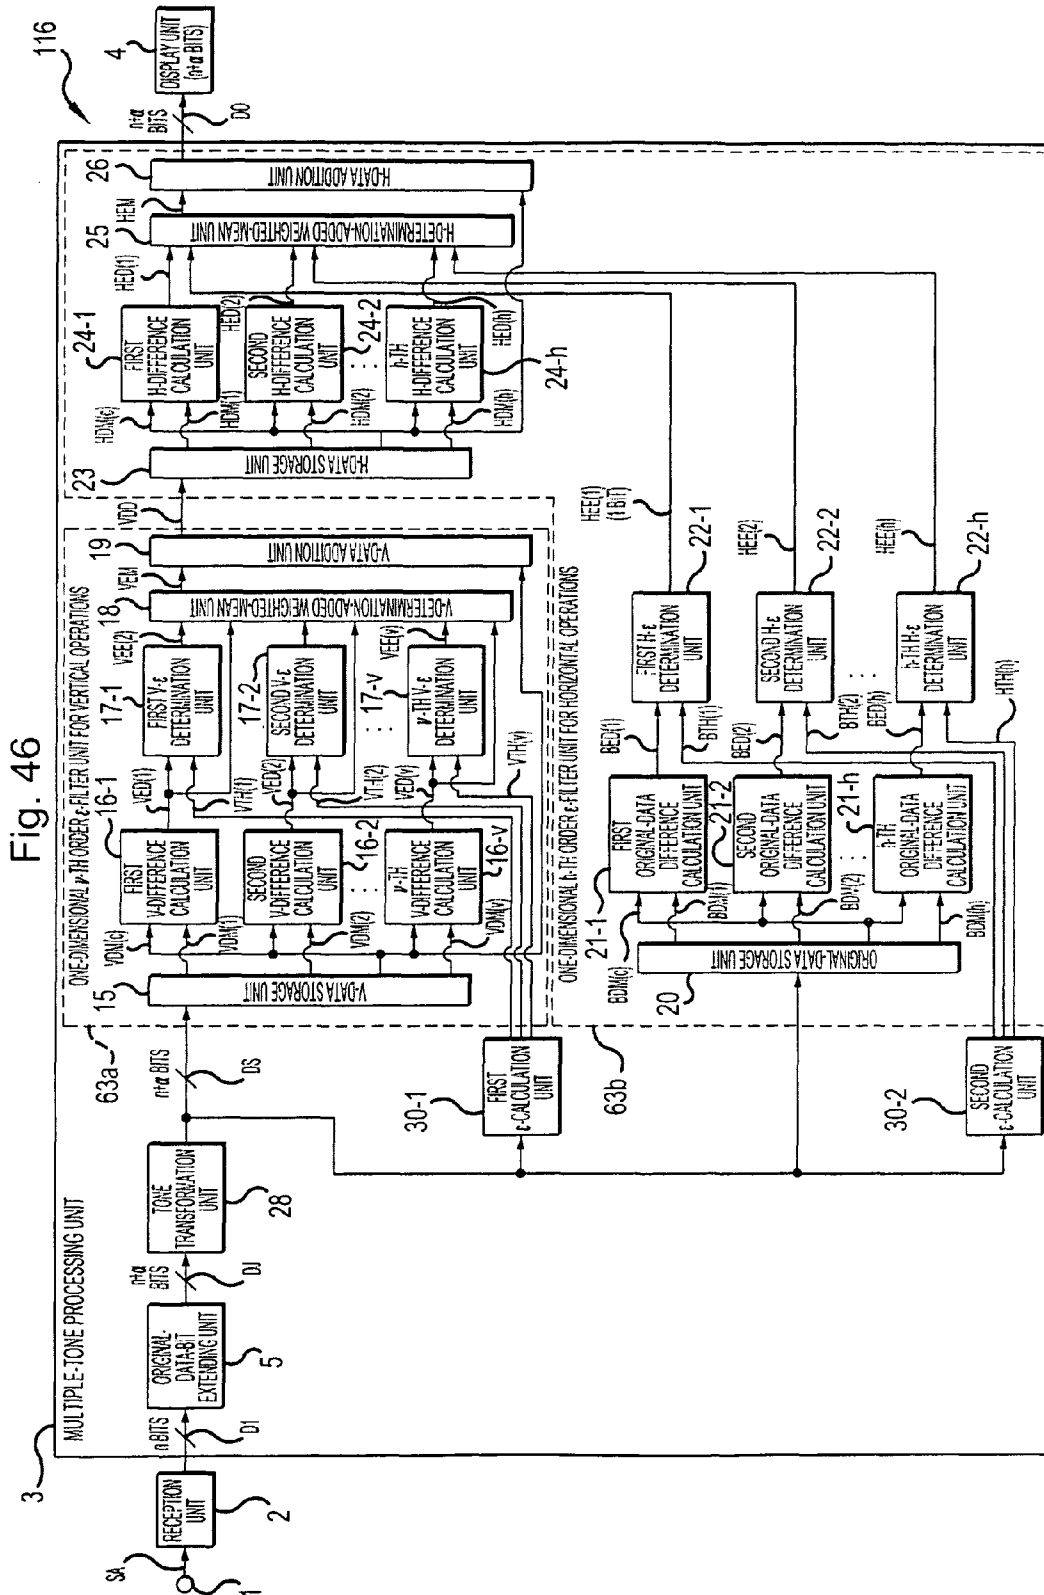 Fig. 46
116
3
MULTIPLE-TONE PROCESSING UNIT
1
SA
RECEPTION
UNIT
2
n BITS
D1
ORIGINAL-
DATA-BIT
EXTENDING UNIT
5
n+α
BITS
DJ
TONE
TRANSFORMATION
UNIT
28
n+α BITS
DS
63a
ONE-DIMENSIONAL ν-TH ORDER ε-FILTER UNIT FOR VERTICAL OPERATIONS
15
V-DATA STORAGE UNIT
VDM(c)
VDM(1)
VDM(2)
VDM(v)
16-1
FIRST
V-DIFFERENCE
CALCULATION
UNIT
SECOND
V-DIFFERENCE
CALCULATION
UNIT
16-2
ν-TH
V-DIFFERENCE
CALCULATION
UNIT
16-v
VED(1)
VTH(1)
VED(2)
VTH(2)
VED(v)
VTH(v)
17-1
FIRST V-ε
DETERMINATION
UNIT
17-2
SECOND V-ε
DETERMINATION
UNIT
17-v
ν-TH V-ε
DETERMINATION
UNIT
VEE(2)
VEE(v)
18
V-DETERMINATION-ADDED WEIGHTED-MEAN UNIT
VEM
19
V-DATA ADDITION UNIT
VDD
23
H-DATA STORAGE UNIT
HDM(c)
HDM(1)
HDM(2)
HDM(h)
24-1
FIRST
H-DIFFERENCE
CALCULATION
UNIT
SECOND
H-DIFFERENCE
CALCULATION
UNIT
24-2
h-TH
H-DIFFERENCE
CALCULATION
UNIT
24-h
HED(1)
HED(2)
HED(h)
25
H-DETERMINATION-ADDED WEIGHTED-MEAN UNIT
HEM
26
H-DATA ADDITION UNIT
n+α
BITS
DO
DISPLAY UNIT
(n+α BITS)
4
30-1
FIRST
ε-CALCULATION
UNIT
63b
ONE-DIMENSIONAL h-TH ORDER ε-FILTER UNIT FOR HORIZONTAL OPERATIONS
30-2
SECOND
ε-CALCULATION
UNIT
20
ORIGINAL-DATA STORAGE UNIT
BDM(c)
BDM(1)
BDM(2)
BDM(h)
21-1
FIRST
ORIGINAL-DATA
DIFFERENCE
CALCULATION UNIT
21-2
SECOND
ORIGINAL-DATA
DIFFERENCE
CALCULATION UNIT
21-h
h-TH
ORIGINAL-DATA
DIFFERENCE
CALCULATION UNIT
BED(1)
BTH(1)
BED(2)
BTH(2)
BED(h)
HTH(h)
FIRST H-ε
DETERMINATION
UNIT
22-1
SECOND H-ε
DETERMINATION
UNIT
22-2
h-TH H-ε
DETERMINATION
UNIT
22-h
HEE(1)
(1 BIT)
HEE(2)
HEE(h)